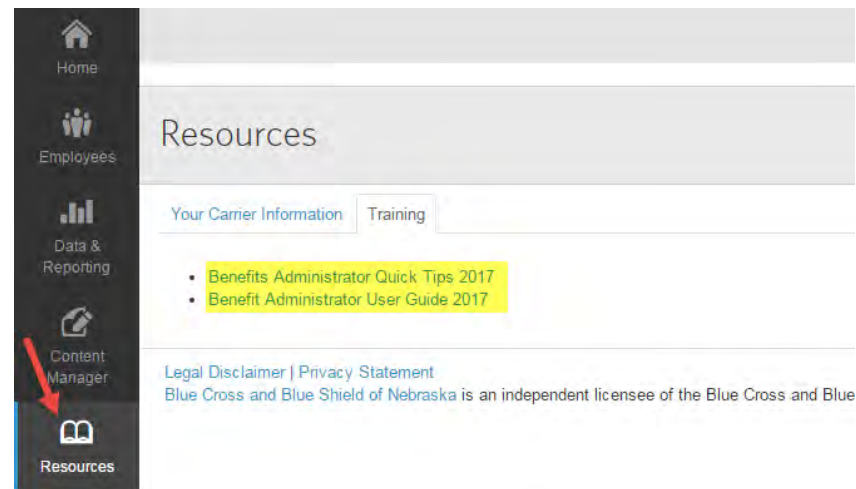 Home
Employees
Data &
Reporting
Content
Manager
Resources
Resources
Your Carrier Information
Training
Benefits Administrator Quick Tips 2017
Benefit Administrator User Guide 2017
Legal Disclaimer | Privacy Statement
Blue Cross and Blue Shield of Nebraska is an independent licensee of the Blue Cross and Blue